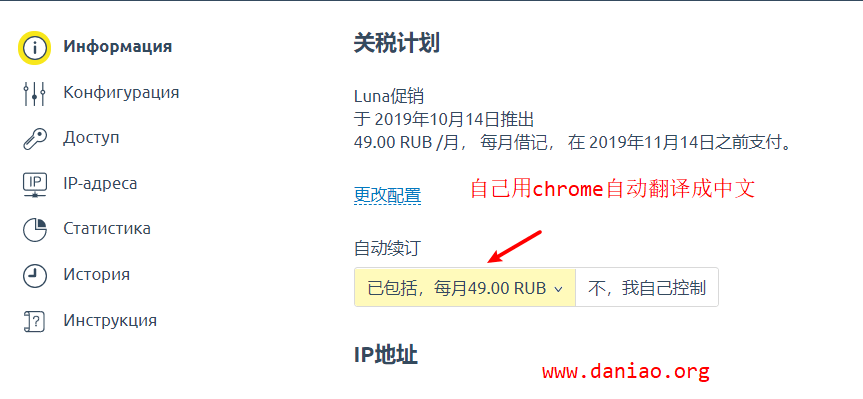 Информация
Конфигурация
Доступ
IP
IP-адреса
Статистика
История
Инструкция
关税计划
Luna促销
于 2019年10月14日推出
49.00 RUB /月， 每月借记， 在 2019年11月14日之前支付。
更改配置
自己用chrome自动翻译成中文
自动续订
已包括，每月49.00 RUB
不，我自己控制
IP地址
www.daniao.org